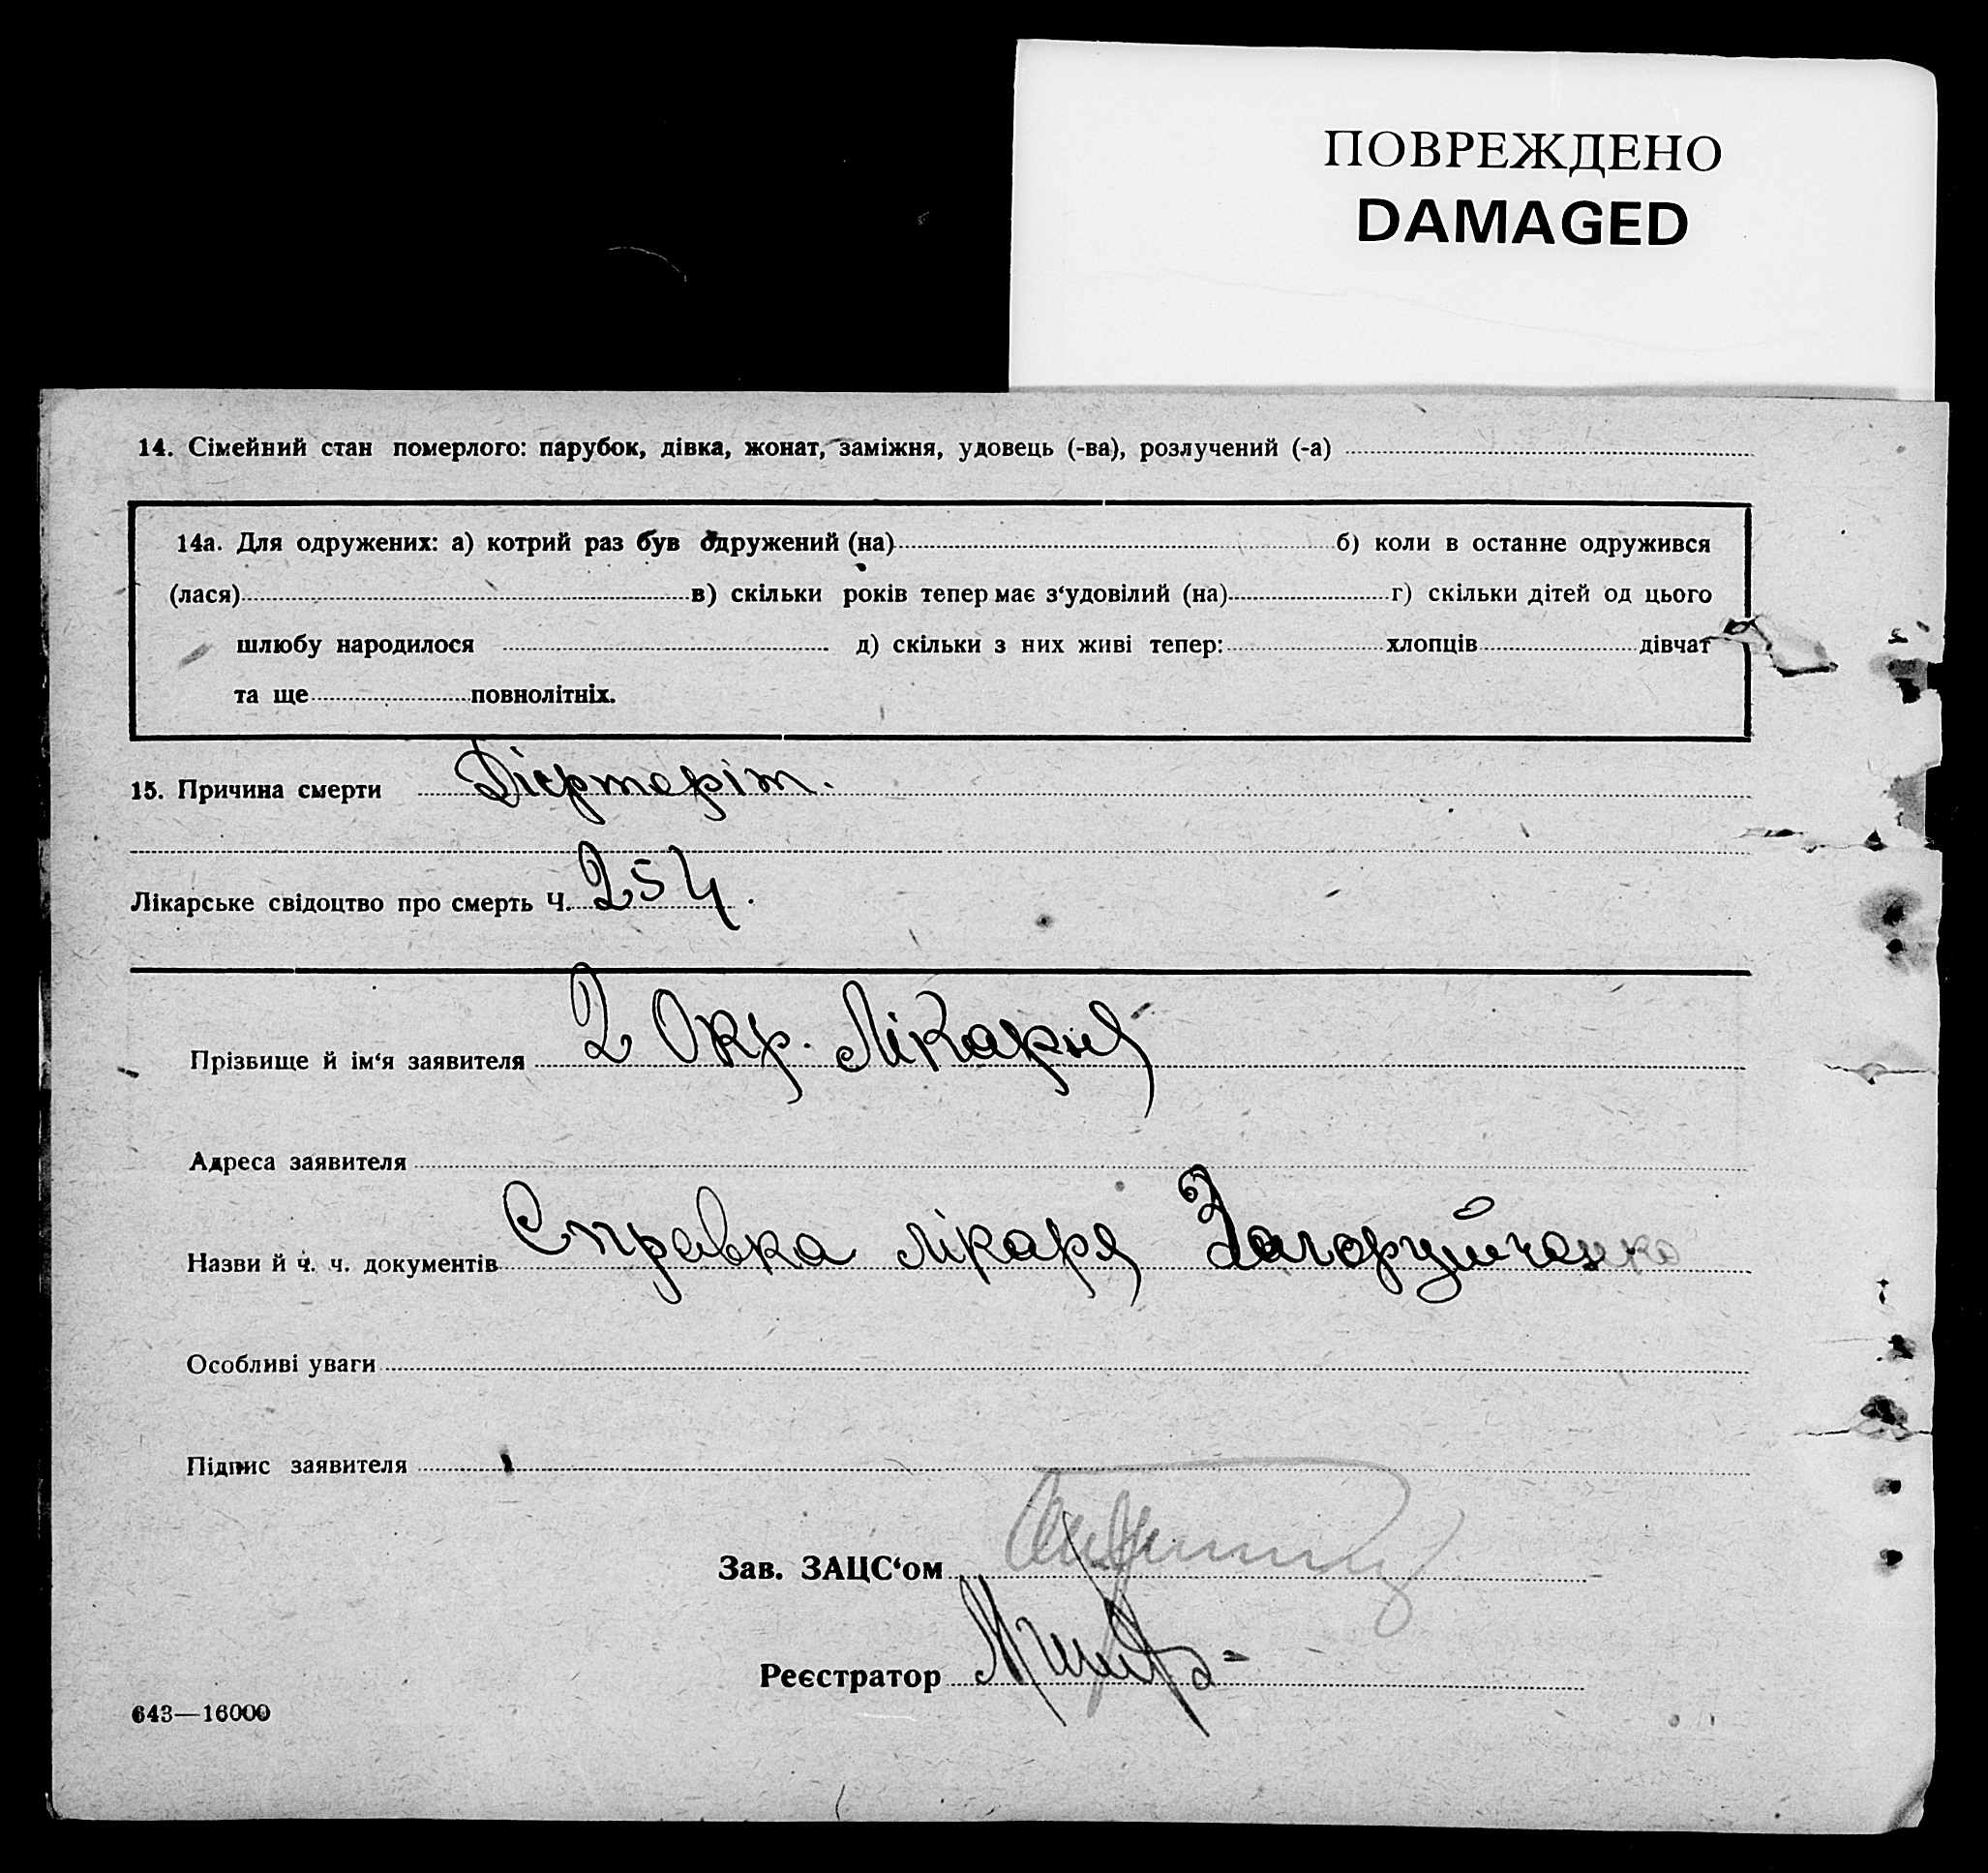 ПОВРЕЖДЕНО
DAMAGED
14. Сімейний стан померлого: парубок, дівка, жонат, заміжня, удовець (-ва), розлучений (-а)
14а. Для одружених: а) котрий раз був одружений (на) б) коли в останне одружився
(лася) в) скільки років тепер має з‘удовілий (на) г) скільки дітей од цього
шлюбу народилося д) скільки з них живі тепер: хлопців дівчат
та ще повнолітніх.
15. Причина смерти Діфтеріт.
Лікарське свідоцтво про смерть Ч. 254.
Прізвище й ім‘я заявителя 2 Окр. Лікарня
Адреса заявителя
Назви й ч. ч. документів Справка лікаря
Особливі уваги
Підпис заявителя
Зав. ЗАЦС‘ом
Реєстратор
643—16000